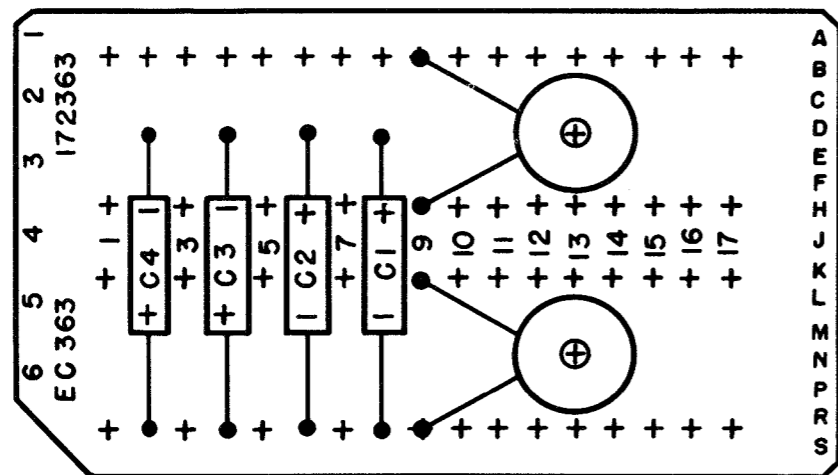 1
2
3
4
5
6
172363
EC 363
1
3
5
7
9
10
11
12
13
14
15
16
17
− C4 +
− C3 +
+ C2 −
+ C1 −
A
B
C
D
E
F
H
J
K
L
M
N
P
R
S